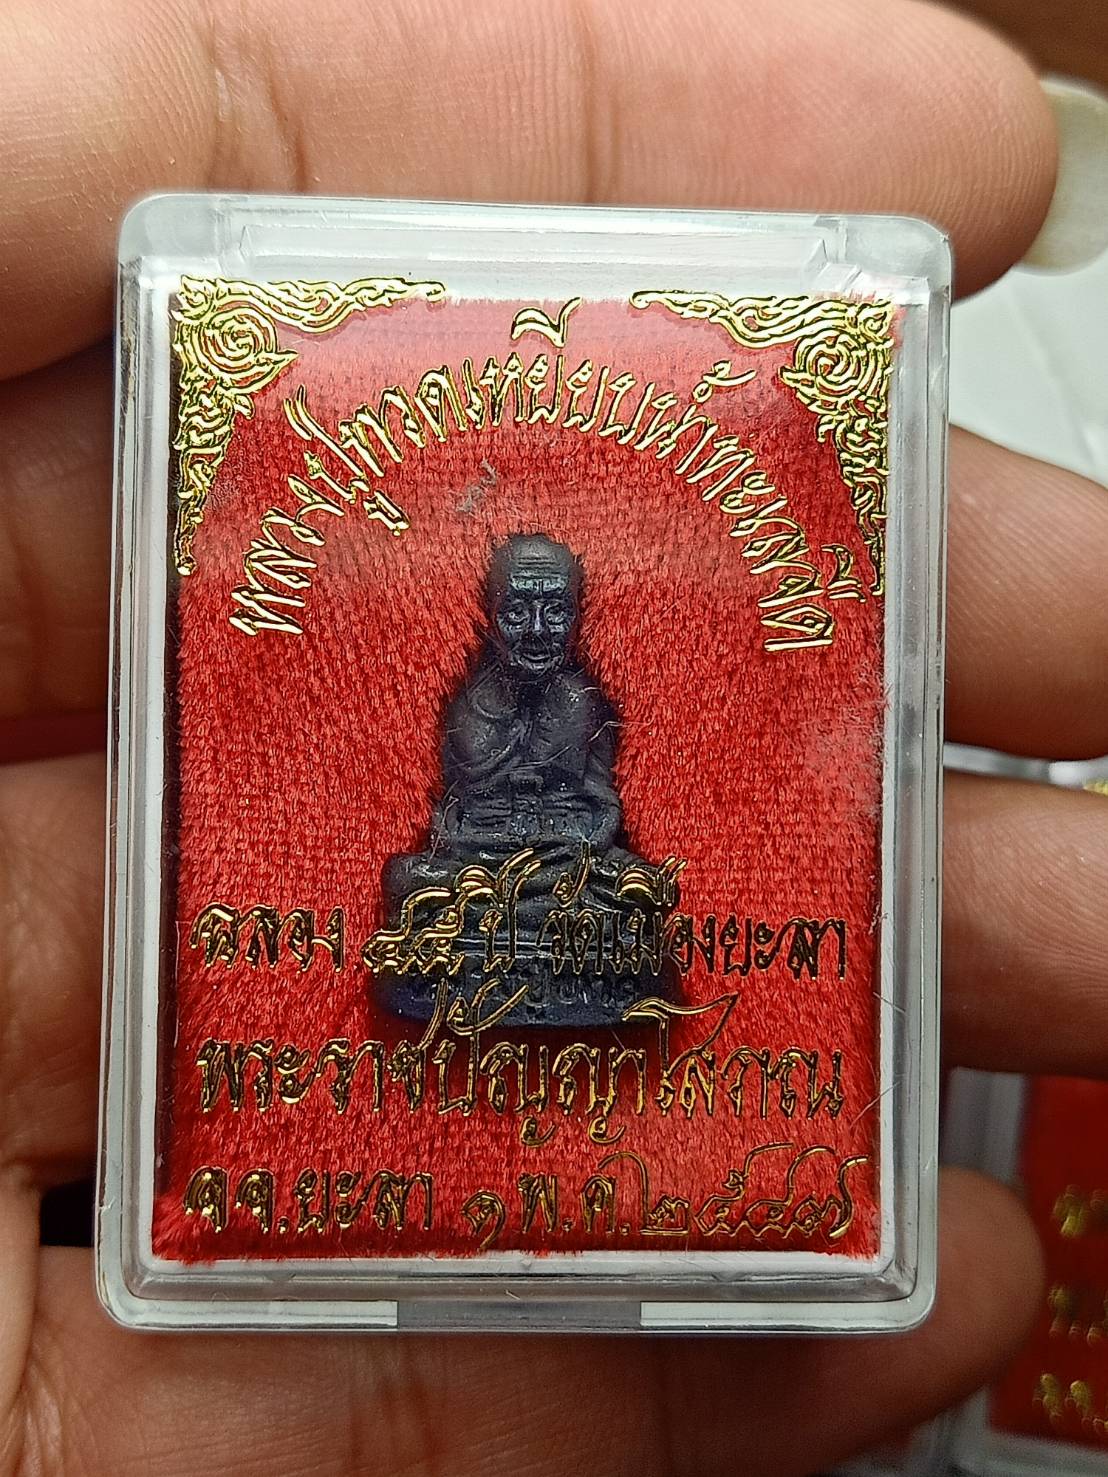 หลวงปู่ทวดเหยียบน้ำทะเลจืด
ฉลอง ๔๕ ปี วัดเมืองยะลา
พระราชปัญญาโสภณ
จจ.ยะลา ๑ พ.ค.๒๕๔๗